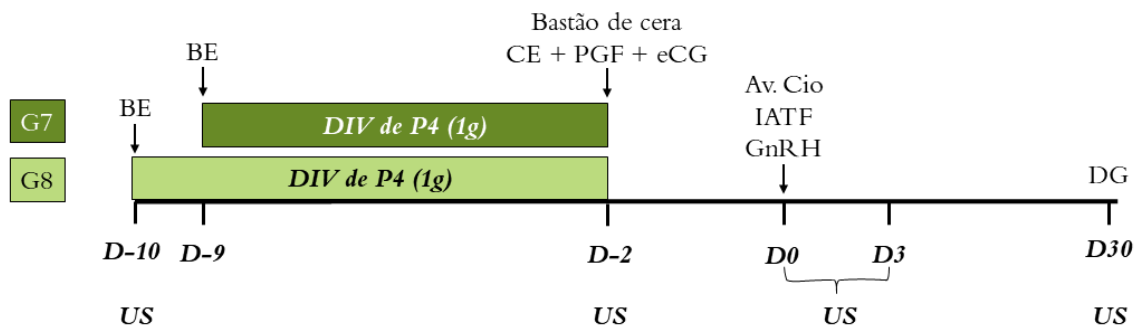 Bastão de cera
CE + PGF + eCG
BE
Av. Cio
IATF
GnRH
BE
G7
DIV de P4 (1g)
G8
DIV de P4 (1g)
DG
D-10
D-9
D-2
D0
D3
D30
US
US
US
US